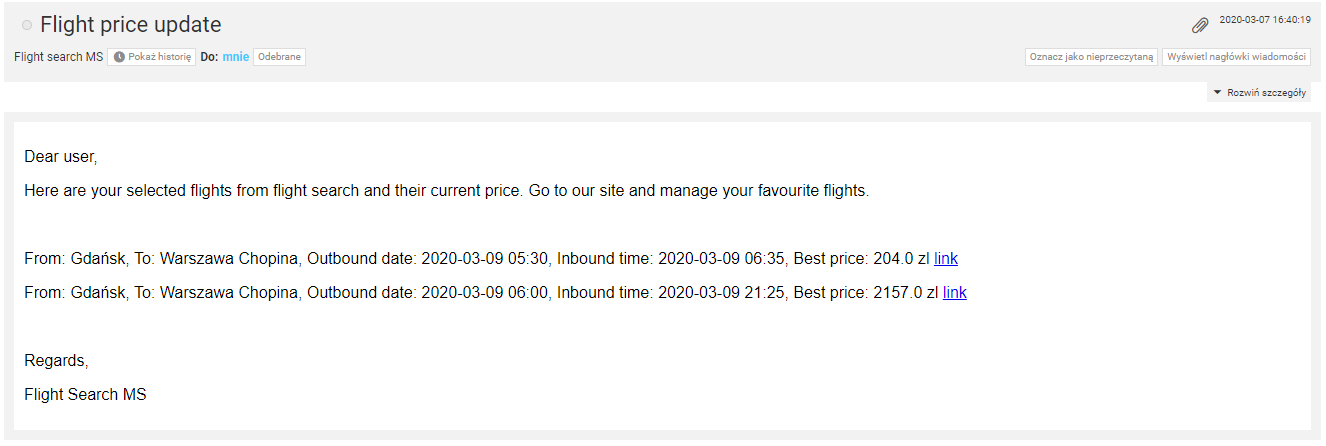 Flight price update
2020-03-07 16:40:19
Flight search MS Pokaż historię Do: mnie Odebrane
Oznacz jako nieprzeczytaną Wyświetl nagłówki wiadomości
Rozwiń szczegóły
Dear user,
Here are your selected flights from flight search and their current price. Go to our site and manage your favourite flights.
From: Gdańsk, To: Warszawa Chopina, Outbound date: 2020-03-09 05:30, Inbound time: 2020-03-09 06:35, Best price: 204.0 zl link
From: Gdańsk, To: Warszawa Chopina, Outbound date: 2020-03-09 06:00, Inbound time: 2020-03-09 21:25, Best price: 2157.0 zl link
Regards,
Flight Search MS